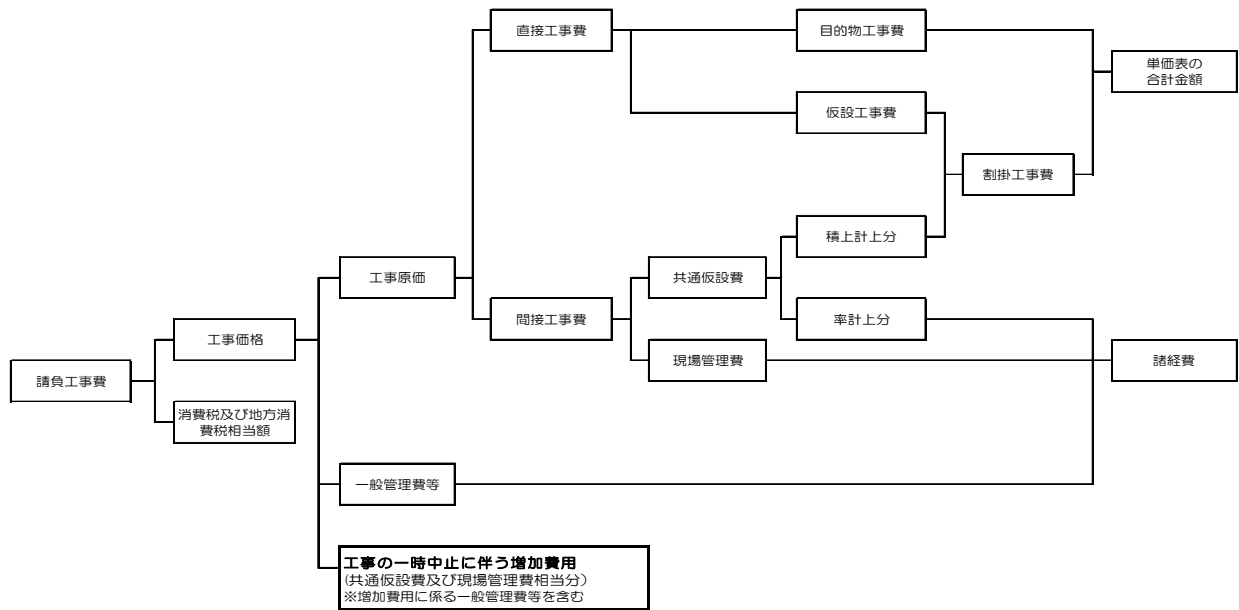 直接工事費
目的物工事費
単価表の
合計金額
仮設工事費
割掛工事費
積上計上分
工事原価
共通仮設費
間接工事費
率計上分
工事価格
現場管理費
諸経費
請負工事費
消費税及び地方消
費税相当額
一般管理費等
工事の一時中止に伴う増加費用
(共通仮設費及び現場管理費相当分）
※増加費用に係る一般管理費等を含む